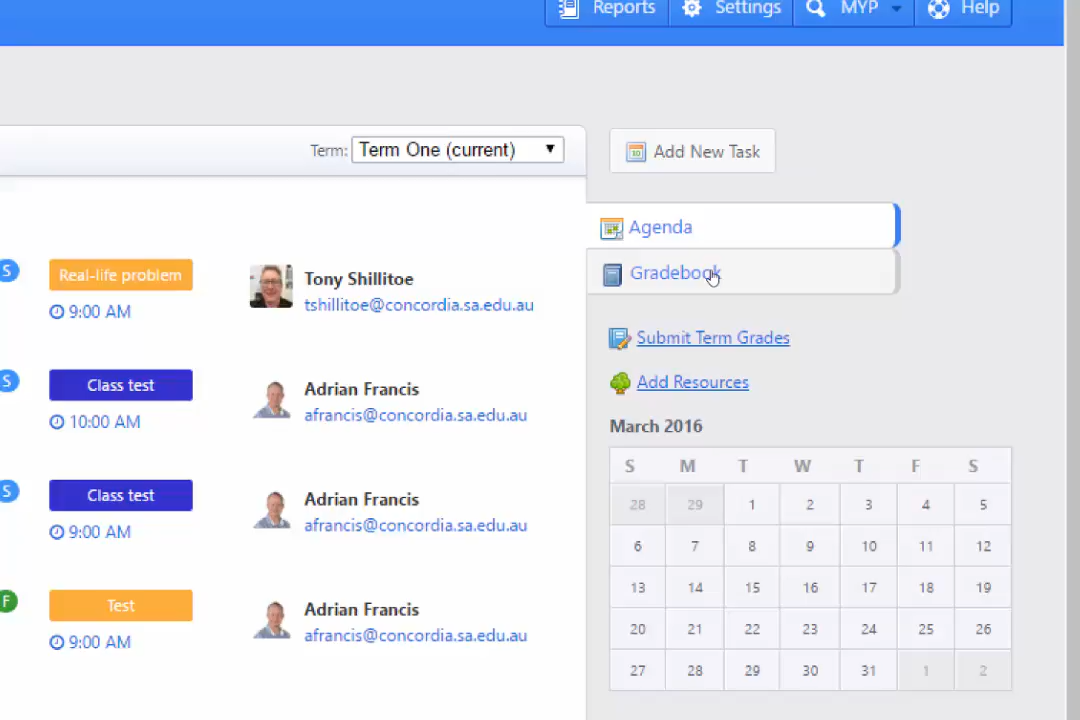 Reports Settings MYP Help
Term: Term One (current) Add New Task
Agenda
Gradebook
S Real-life problem Tony Shillitoe
9:00 AM tshillitoe@concordia.sa.edu.au
Submit Term Grades
S Class test Adrian Francis
10:00 AM afrancis@concordia.sa.edu.au
Add Resources
March 2016
S M T W T F S
28 29 1 2 3 4 5
S Class test Adrian Francis
9:00 AM afrancis@concordia.sa.edu.au
6 7 8 9 10 11 12
13 14 15 16 17 18 19
F Test Adrian Francis
9:00 AM afrancis@concordia.sa.edu.au
20 21 22 23 24 25 26
27 28 29 30 31 1 2